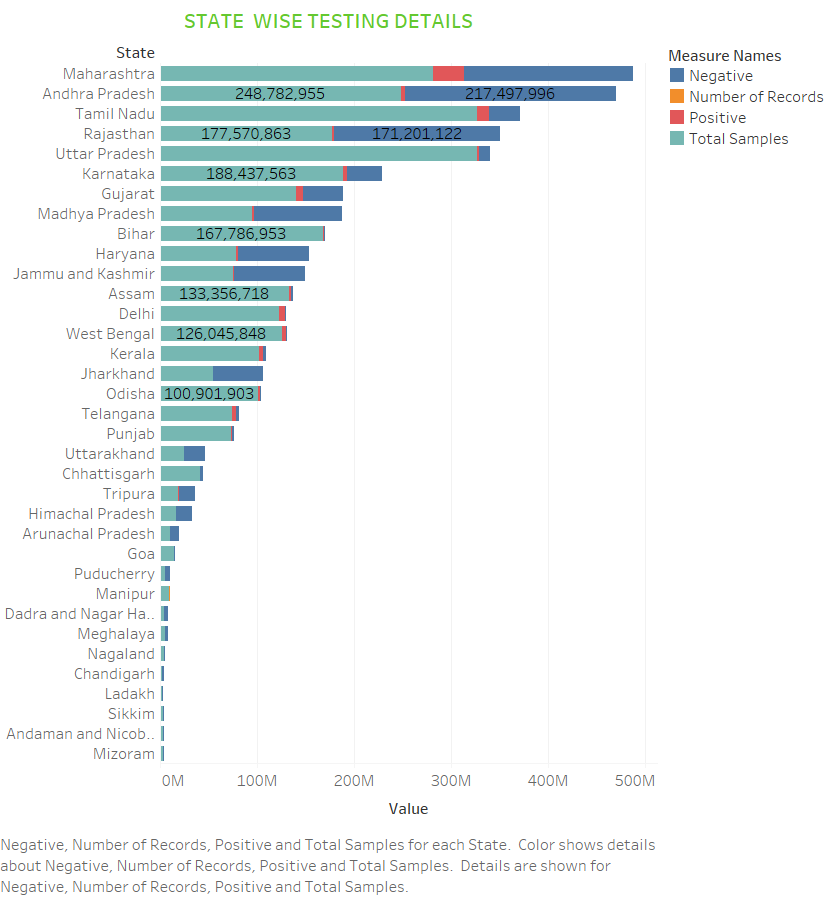 STATE WISE TESTING DETAILS
State
Measure Names
Negative
Number of Records
Positive
Total Samples
Maharashtra
Andhra Pradesh 248,782,955 217,497,996
Tamil Nadu
Rajasthan 177,570,863 171,201,122
Uttar Pradesh
Karnataka 188,437,563
Gujarat
Madhya Pradesh
Bihar 167,786,953
Haryana
Jammu and Kashmir
Assam 133,356,718
Delhi
West Bengal 126,045,848
Kerala
Jharkhand
Odisha 100,901,903
Telangana
Punjab
Uttarakhand
Chhattisgarh
Tripura
Himachal Pradesh
Arunachal Pradesh
Goa
Puducherry
Manipur
Dadra and Nagar Ha..
Meghalaya
Nagaland
Chandigarh
Ladakh
Sikkim
Andaman and Nicob..
Mizoram
0M 100M 200M 300M 400M 500M
Value
Negative, Number of Records, Positive and Total Samples for each State. Color shows details
about Negative, Number of Records, Positive and Total Samples. Details are shown for
Negative, Number of Records, Positive and Total Samples.